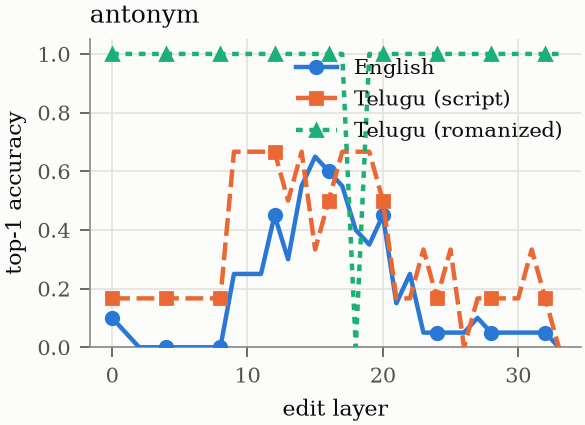 antonym
1.0
0.8
0.6
0.4
0.2
0.0
top-1 accuracy
English
Telugu (script)
Telugu (romanized)
0
10
20
30
edit layer